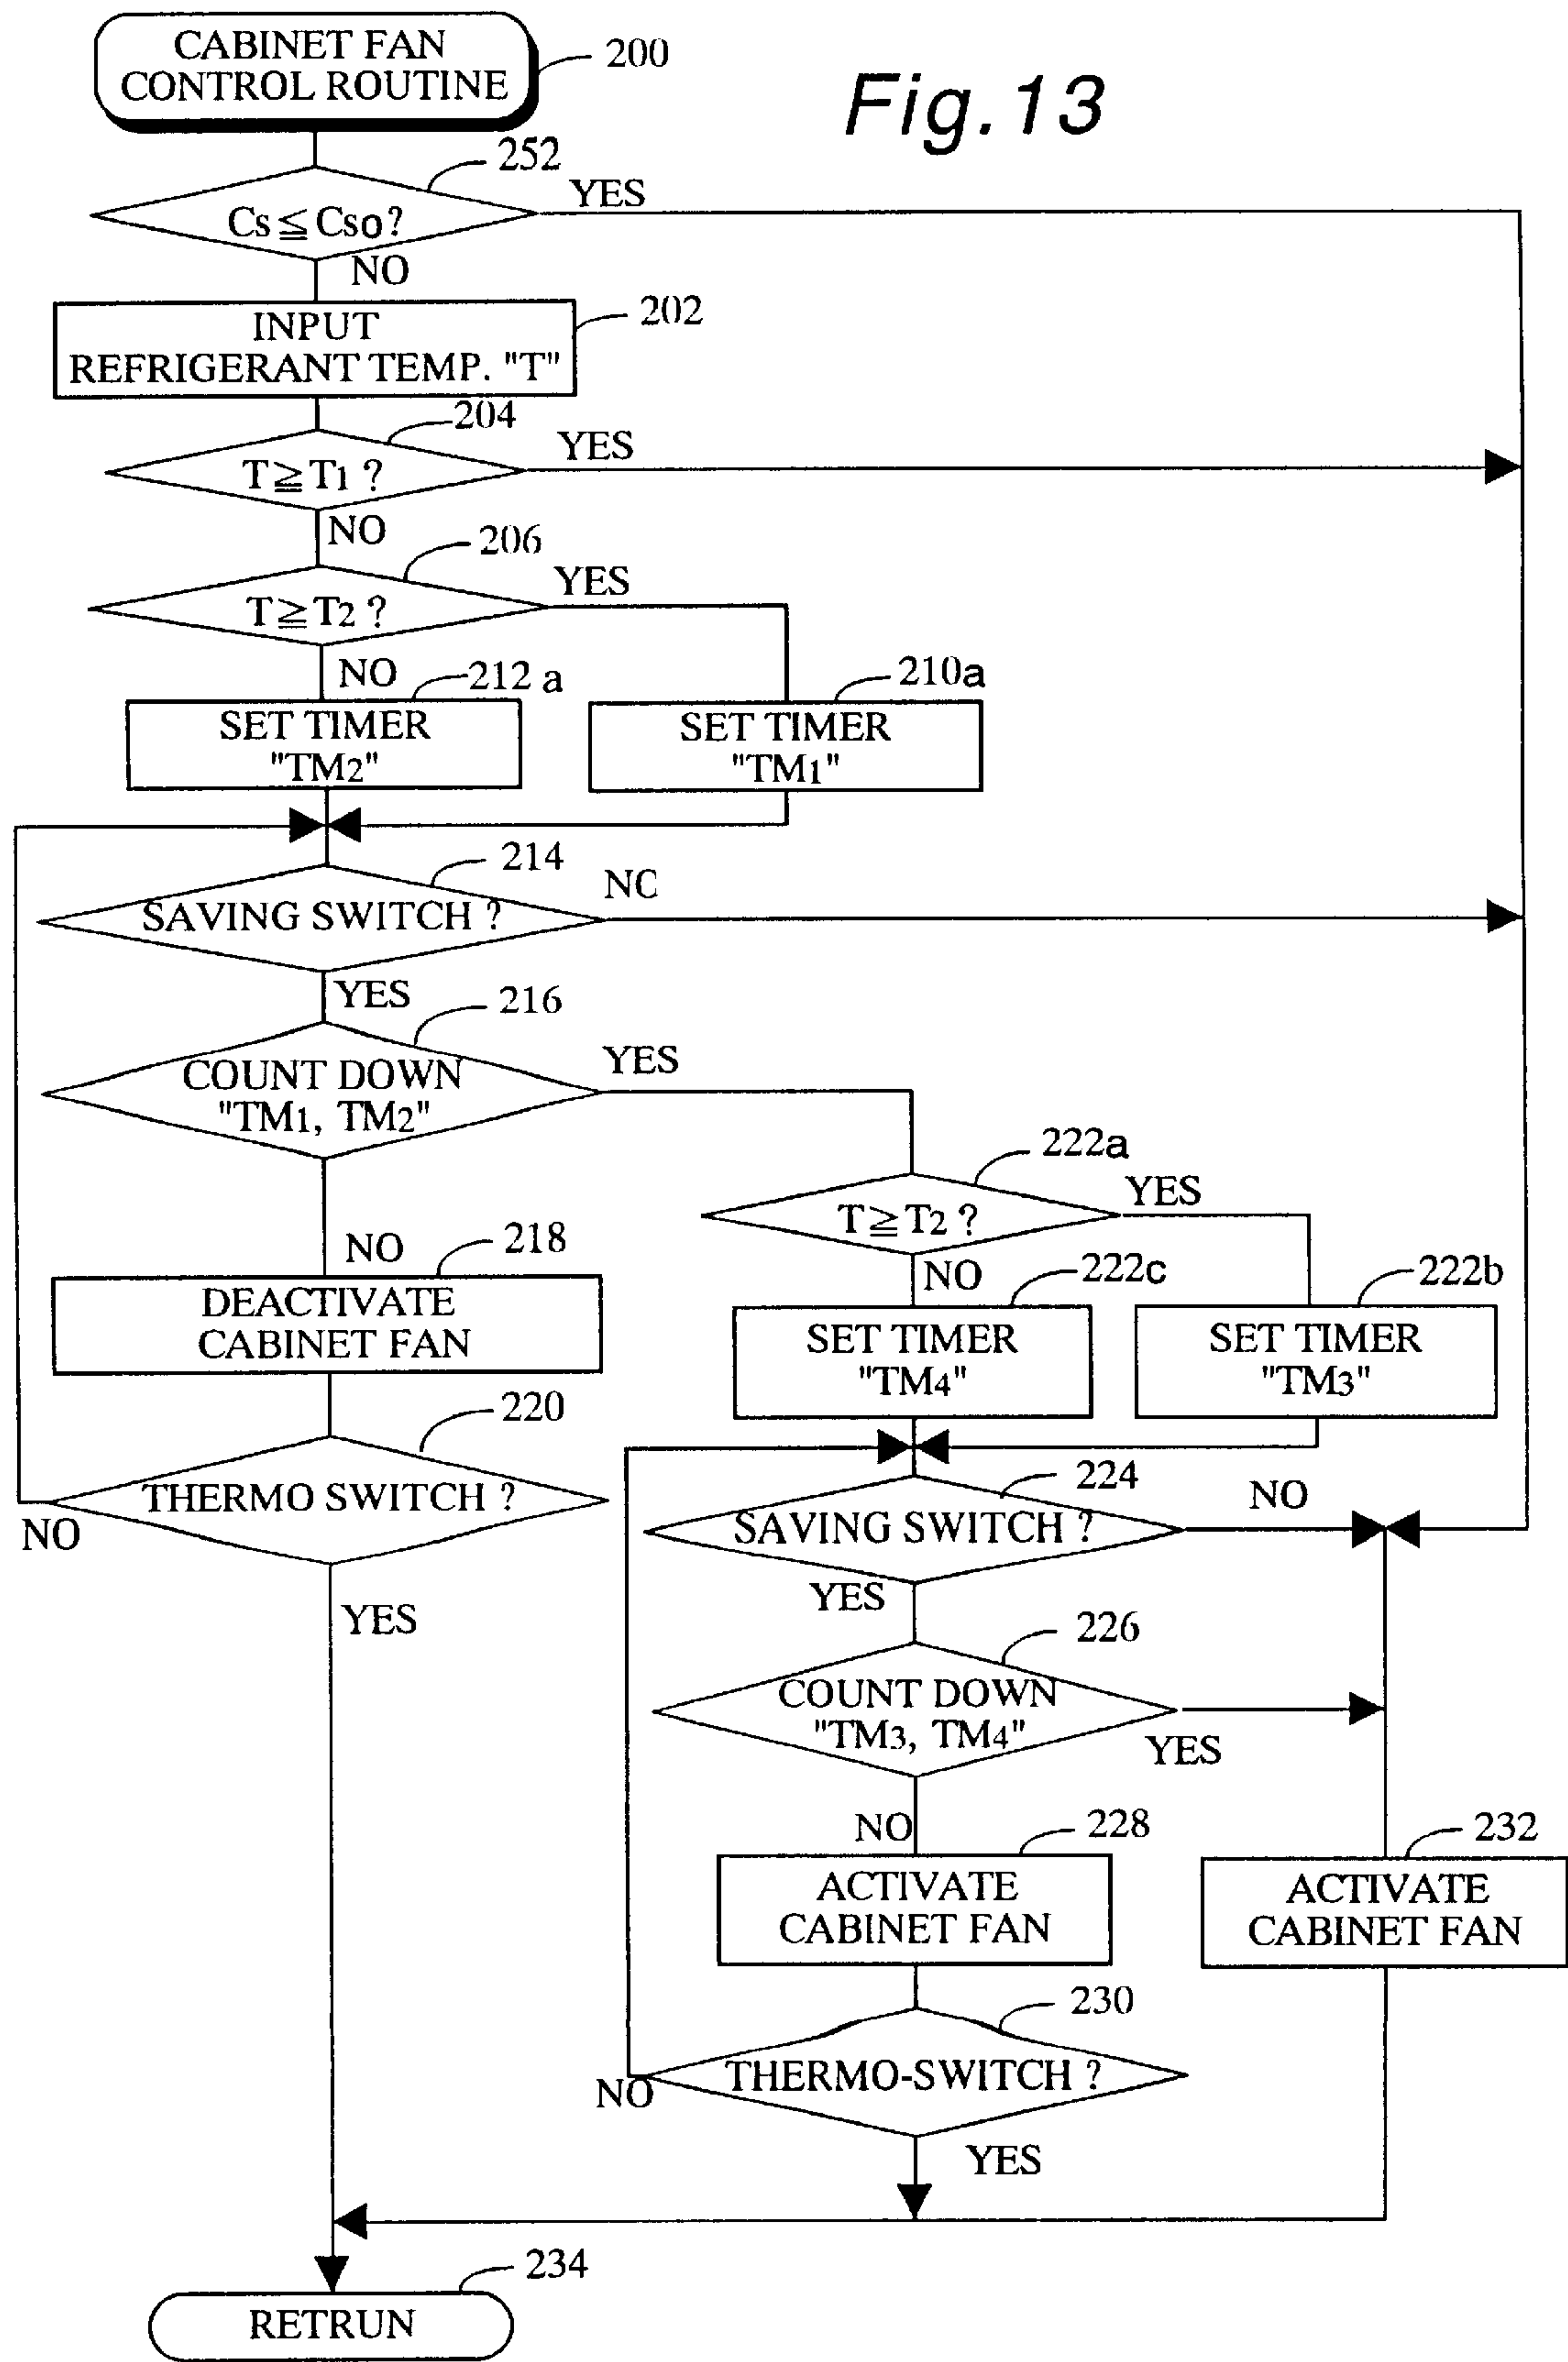 CABINET FAN
CONTROL ROUTINE
200
Fig.13
252
Cs≦Cso?
YES
NO
INPUT
REFRIGERANT TEMP. "T"
202
204
T≧T1 ?
YES
NO
206
T≧T2 ?
YES
NO
212 a
SET TIMER
"TM2"
210a
SET TIMER
"TM1"
214
SAVING SWITCH ?
NO
YES
216
COUNT DOWN
"TM1, TM2"
YES
222a
T≧T2 ?
YES
NO
218
DEACTIVATE
CABINET FAN
NO
222c
SET TIMER
"TM4"
222b
SET TIMER
"TM3"
220
THERMO SWITCH ?
NO
YES
224
SAVING SWITCH ?
NO
YES
226
COUNT DOWN
"TM3, TM4"
YES
NO
228
ACTIVATE
CABINET FAN
232
ACTIVATE
CABINET FAN
230
THERMO-SWITCH ?
NO
YES
234
RETRUN